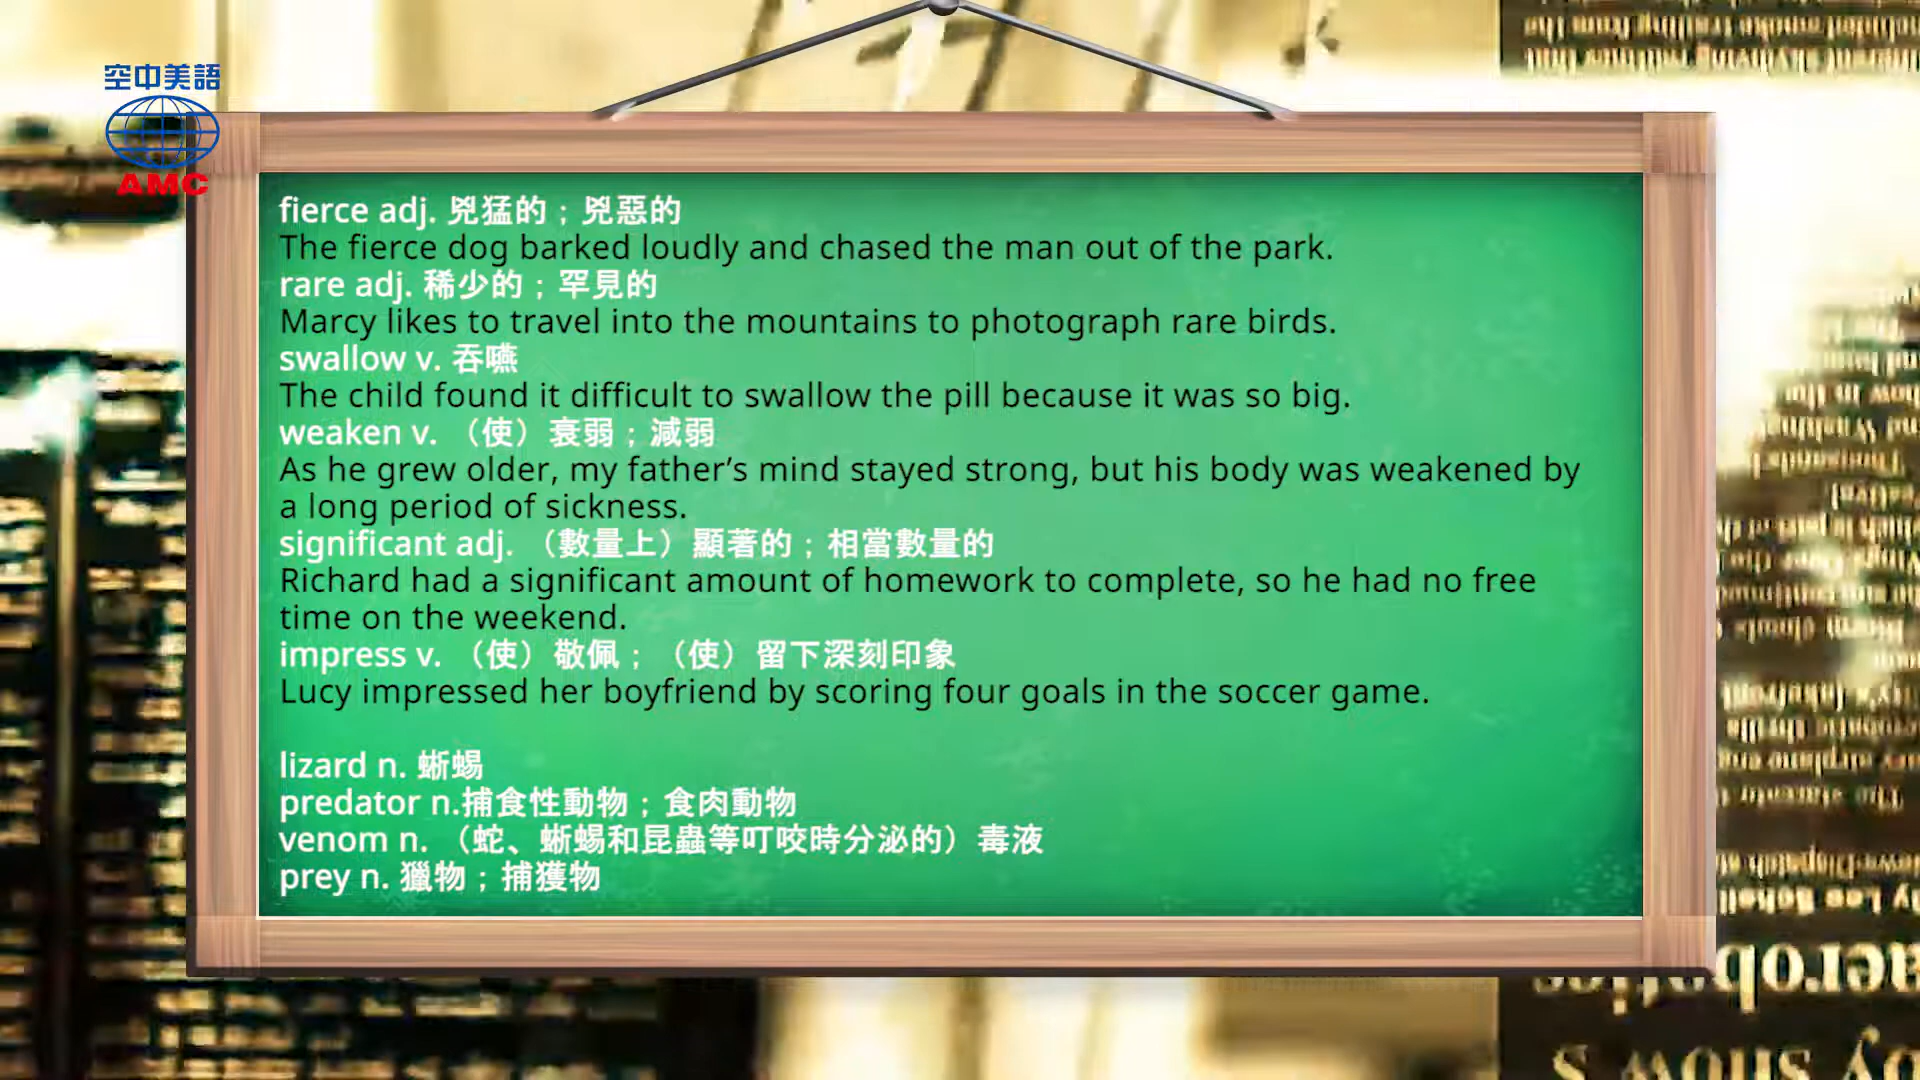 空中美語
AMC
fierce adj. 兇猛的；兇惡的
The fierce dog barked loudly and chased the man out of the park.
rare adj. 稀少的；罕見的
Marcy likes to travel into the mountains to photograph rare birds.
swallow v. 吞嚥
The child found it difficult to swallow the pill because it was so big.
weaken v. （使）衰弱；減弱
As he grew older, my father’s mind stayed strong, but his body was weakened by
a long period of sickness.
significant adj. （數量上）顯著的；相當數量的
Richard had a significant amount of homework to complete, so he had no free
time on the weekend.
impress v. （使）敬佩；（使）留下深刻印象
Lucy impressed her boyfriend by scoring four goals in the soccer game.
lizard n. 蜥蜴
predator n.捕食性動物；食肉動物
venom n. （蛇、蜥蜴和昆蟲等叮咬時分泌的）毒液
prey n. 獵物；捕獲物